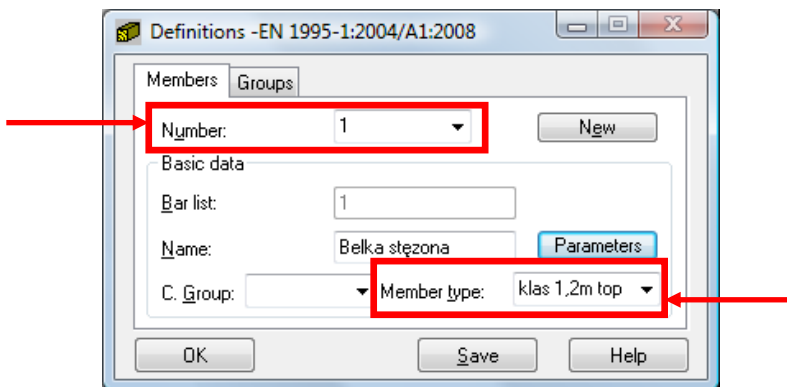 Definitions -EN 1995-1:2004/A1:2008
Members Groups
Number: 1 New
Basic data
Bar list: 1
Name: Belka stęzona Parameters
C. Group: Member type: klas 1,2m top
OK Save Help